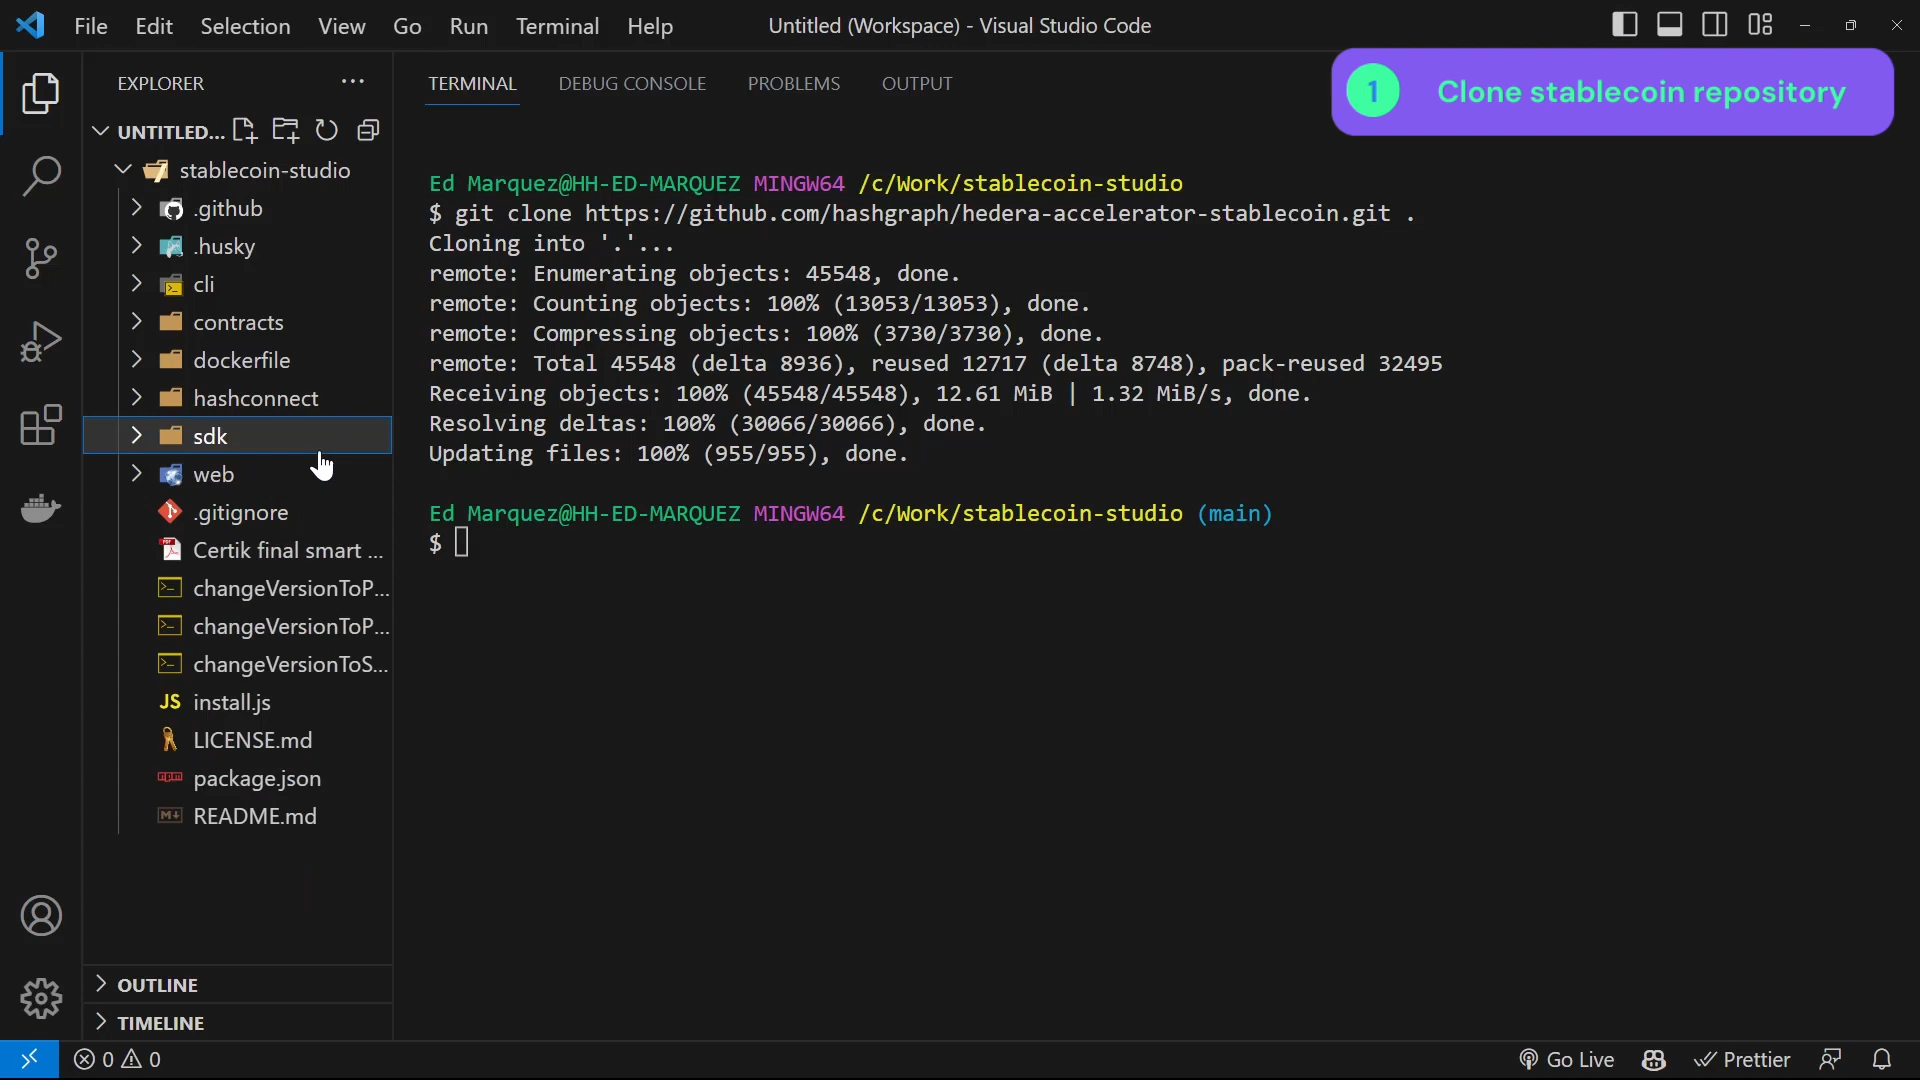 File Edit Selection View Go Run Terminal Help
Untitled (Workspace) - Visual Studio Code
EXPLORER
UNTITLED...
stablecoin-studio
.github
.husky
cli
contracts
dockerfile
hashconnect
sdk
web
.gitignore
Certik final smart ...
changeVersionToP...
changeVersionToP...
changeVersionToS...
JS install.js
LICENSE.md
package.json
README.md
OUTLINE
TIMELINE
TERMINAL DEBUG CONSOLE PROBLEMS OUTPUT
1 Clone stablecoin repository
Ed Marquez@HH-ED-MARQUEZ MINGW64 /c/Work/stablecoin-studio
$ git clone https://github.com/hashgraph/hedera-accelerator-stablecoin.git .
Cloning into '.'...
remote: Enumerating objects: 45548, done.
remote: Counting objects: 100% (13053/13053), done.
remote: Compressing objects: 100% (3730/3730), done.
remote: Total 45548 (delta 8936), reused 12717 (delta 8748), pack-reused 32495
Receiving objects: 100% (45548/45548), 12.61 MiB | 1.32 MiB/s, done.
Resolving deltas: 100% (30066/30066), done.
Updating files: 100% (955/955), done.
Ed Marquez@HH-ED-MARQUEZ MINGW64 /c/Work/stablecoin-studio (main)
$
0 0
Go Live Prettier